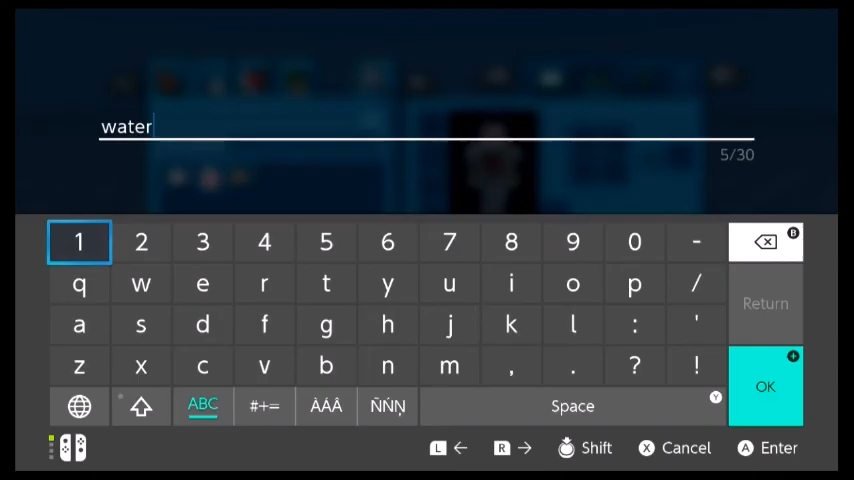 water
5/30
1 2 3 4 5 6 7 8 9 0 - B
q w e r t y u i o p / Return
a s d f g h j k l : '
z x c v b n m , . ? ! + OK
ABC #+= ÀÁÂ ÑŃŅ Space Y
L ← R → Shift X Cancel A Enter